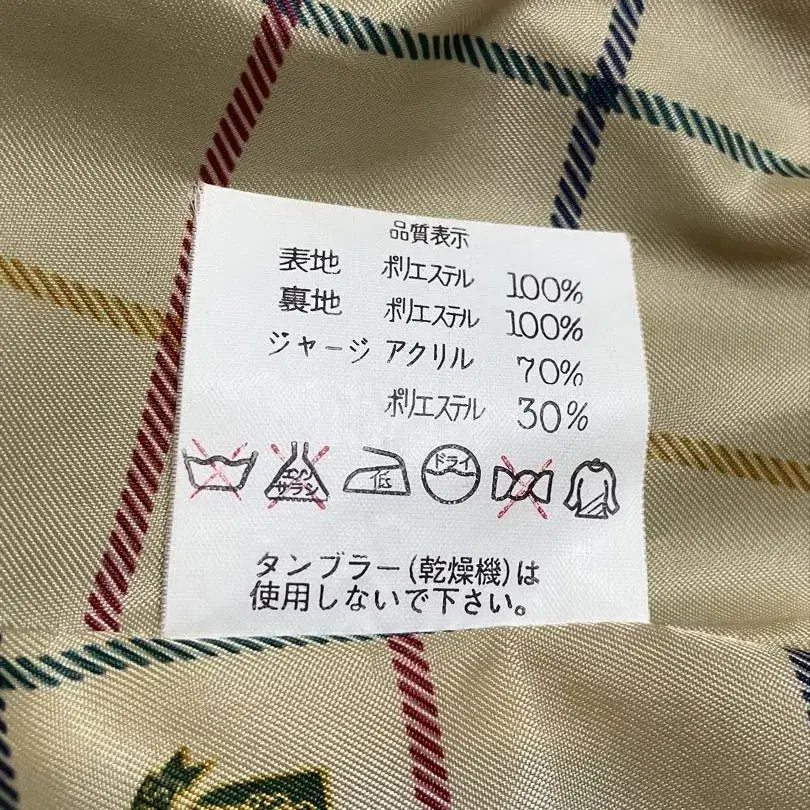 品質表示
表地 ポリエステル 100%
裏地 ポリエステル 100%
ジャージ アクリル 70%
ポリエステル 30%
エンソ
サラシ
低
ドライ
タンブラー(乾燥機)は
使用しないで下さい。